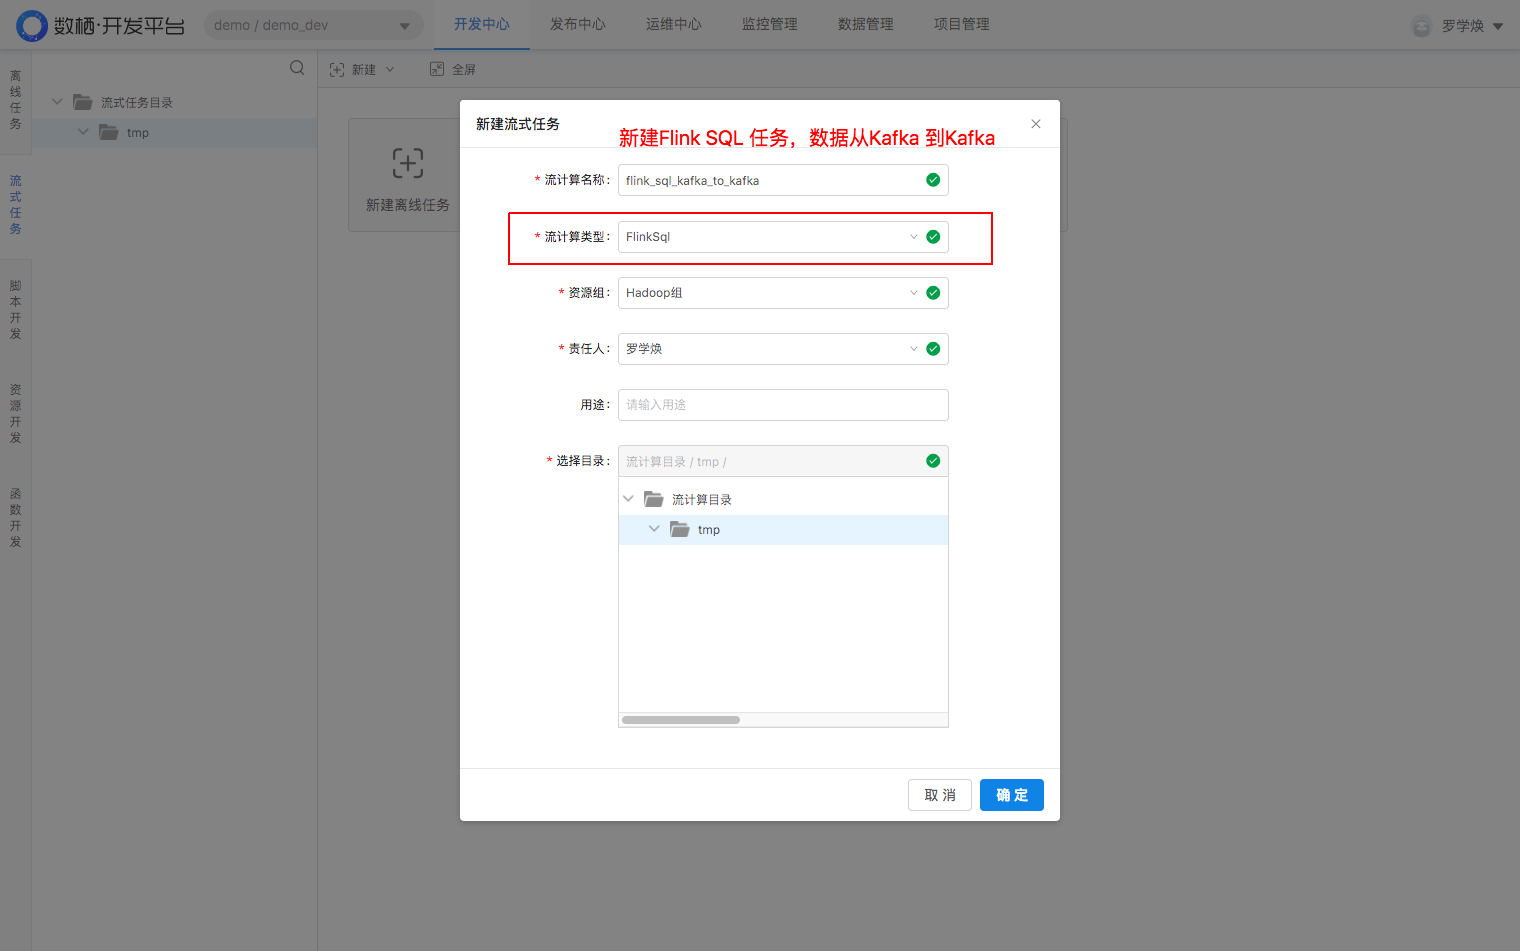 数栖·开发平台
demo / demo_dev
开发中心
发布中心
运维中心
监控管理
数据管理
项目管理
罗学焕
离线任务
流式任务
脚本开发
资源开发
函数开发
流式任务目录
tmp
新建
全屏
新建离线任务
新建流式任务
新建Flink SQL 任务，数据从Kafka 到Kafka
* 流计算名称：
flink_sql_kafka_to_kafka
* 流计算类型：
FlinkSql
* 资源组：
Hadoop组
* 责任人：
罗学焕
用途：
请输入用途
* 选择目录：
流计算目录 / tmp /
流计算目录
tmp
取 消
确 定